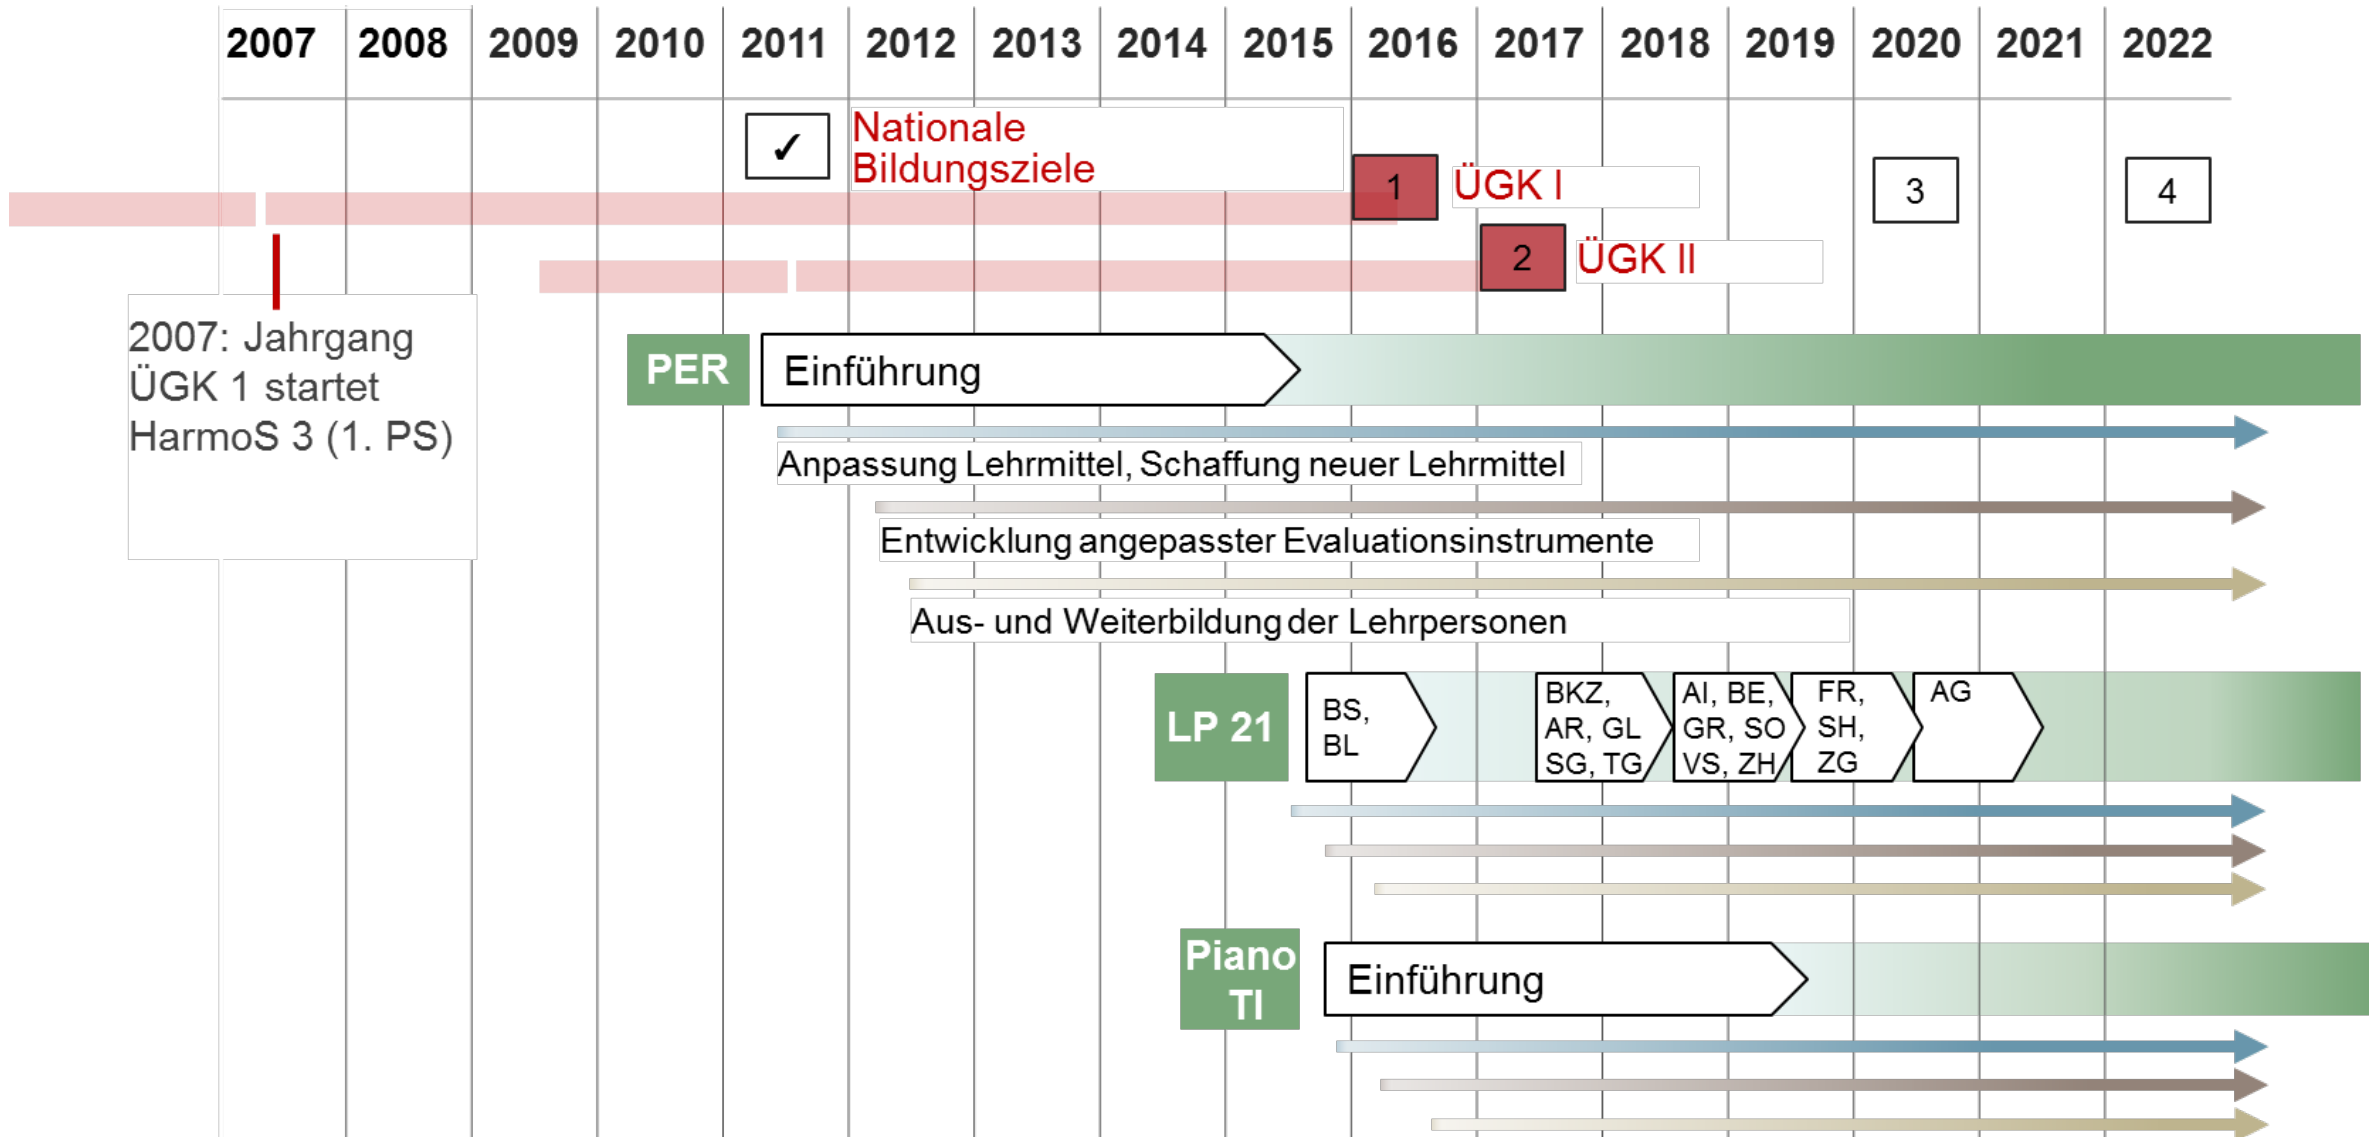 2007 2008 2009 2010 2011 2012 2013 2014 2015 2016 2017 2018 2019 2020 2021 2022
✓
Nationale
Bildungsziele
1
ÜGK I
3
4
2
ÜGK II
2007: Jahrgang
ÜGK 1 startet
HarmoS 3 (1. PS)
PER
Einführung
Anpassung Lehrmittel, Schaffung neuer Lehrmittel
Entwicklung angepasster Evaluationsinstrumente
Aus- und Weiterbildung der Lehrpersonen
LP 21
BS,
BL
BKZ,
AR, GL
SG, TG
AI, BE,
GR, SO
VS, ZH
FR,
SH,
ZG
AG
Piano
TI
Einführung